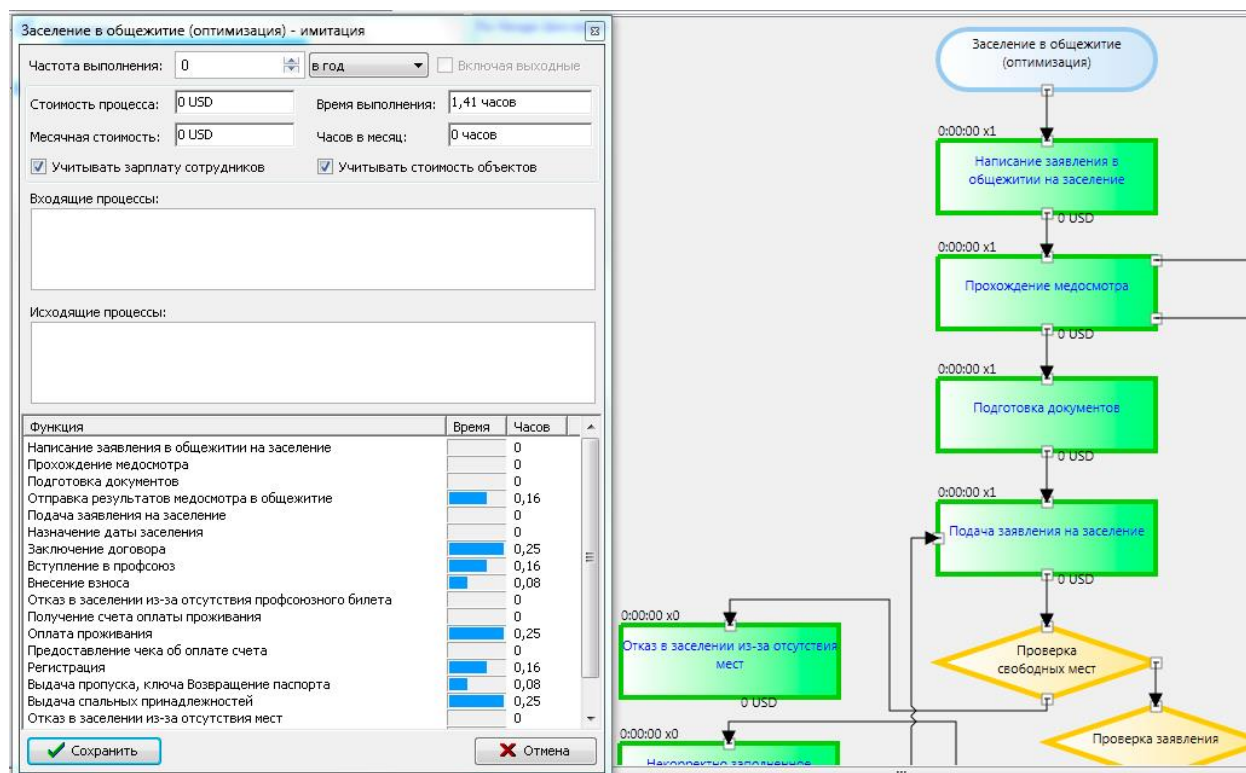 Заселение в общежитие (оптимизация) - имитация
Частота выполнения: 0 в год Включая выходные
Стоимость процесса: 0 USD Время выполнения: 1,41 часов
Месячная стоимость: 0 USD Часов в месяц: 0 часов
Учитывать зарплату сотрудников Учитывать стоимость объектов
Входящие процессы:
Исходящие процессы:
Функция Время Часов
Написание заявления в общежитии на заселение 0
Прохождение медосмотра 0
Подготовка документов 0
Отправка результатов медосмотра в общежитие 0,16
Подача заявления на заселение 0
Назначение даты заселения 0
Заключение договора 0,25
Вступление в профсоюз 0,16
Внесение взноса 0,08
Отказ в заселении из-за отсутствия профсоюзного билета 0
Получение счета оплаты проживания 0
Оплата проживания 0,25
Предоставление чека об оплате счета 0
Регистрация 0,16
Выдача пропуска, ключа Возвращение паспорта 0,08
Выдача спальных принадлежностей 0,25
Отказ в заселении из-за отсутствия мест 0
Сохранить Отмена
Заселение в общежитие
(оптимизация)
0:00:00 x1
Написание заявления в
общежитии на заселение
0 USD
0:00:00 x1
Прохождение медосмотра
0 USD
0:00:00 x1
Подготовка документов
0 USD
0:00:00 x1
Подача заявления на заселение
0 USD
0:00:00 x0
Отказ в заселении из-за отсутствия
мест
0 USD
Проверка
свободных мест
0:00:00 x0
Некорректно заполненное
Проверка заявления